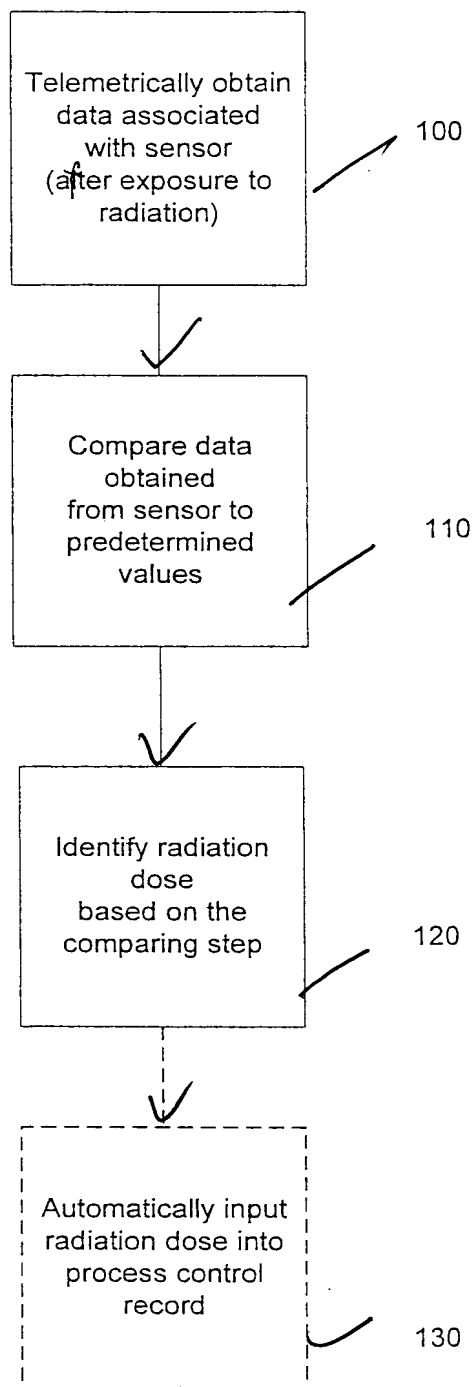 Telemetrically obtain
data associated
with sensor
(after exposure to
radiation)
100
Compare data
obtained
from sensor to
predetermined
values
110
Identify radiation
dose
based on the
comparing step
120
Automatically input
radiation dose into
process control
record
130